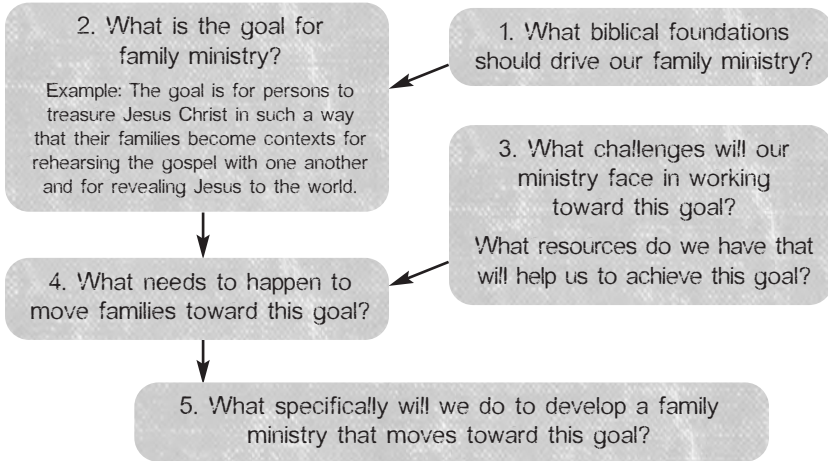 2. What is the goal for
family ministry?
Example: The goal is for persons to
treasure Jesus Christ in such a way
that their families become contexts for
rehearsing the gospel with one another
and for revealing Jesus to the world.
1. What biblical foundations
should drive our family ministry?
3. What challenges will our
ministry face in working
toward this goal?
What resources do we have that
will help us to achieve this goal?
4. What needs to happen to
move families toward this goal?
5. What specifically will we do to develop a family
ministry that moves toward this goal?